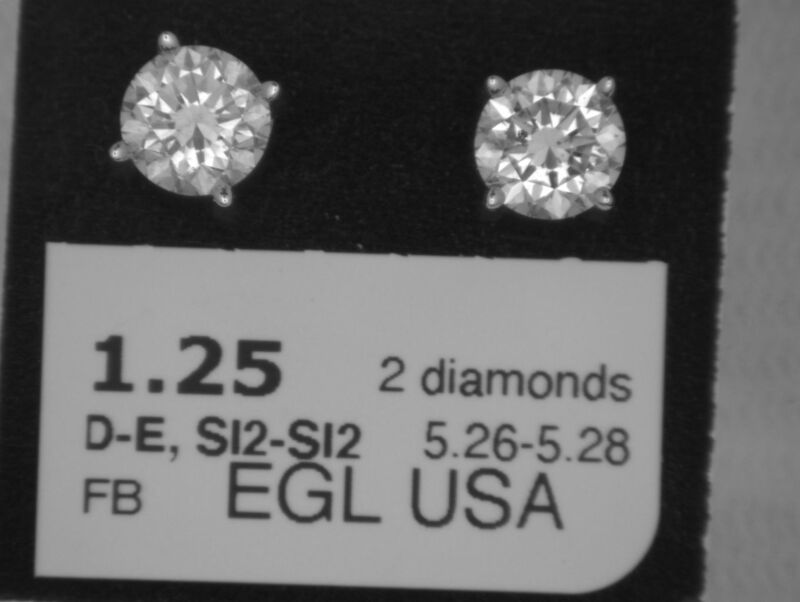 1.25 2 diamonds
D-E, SI2-SI2 5.26-5.28
FB EGL USA